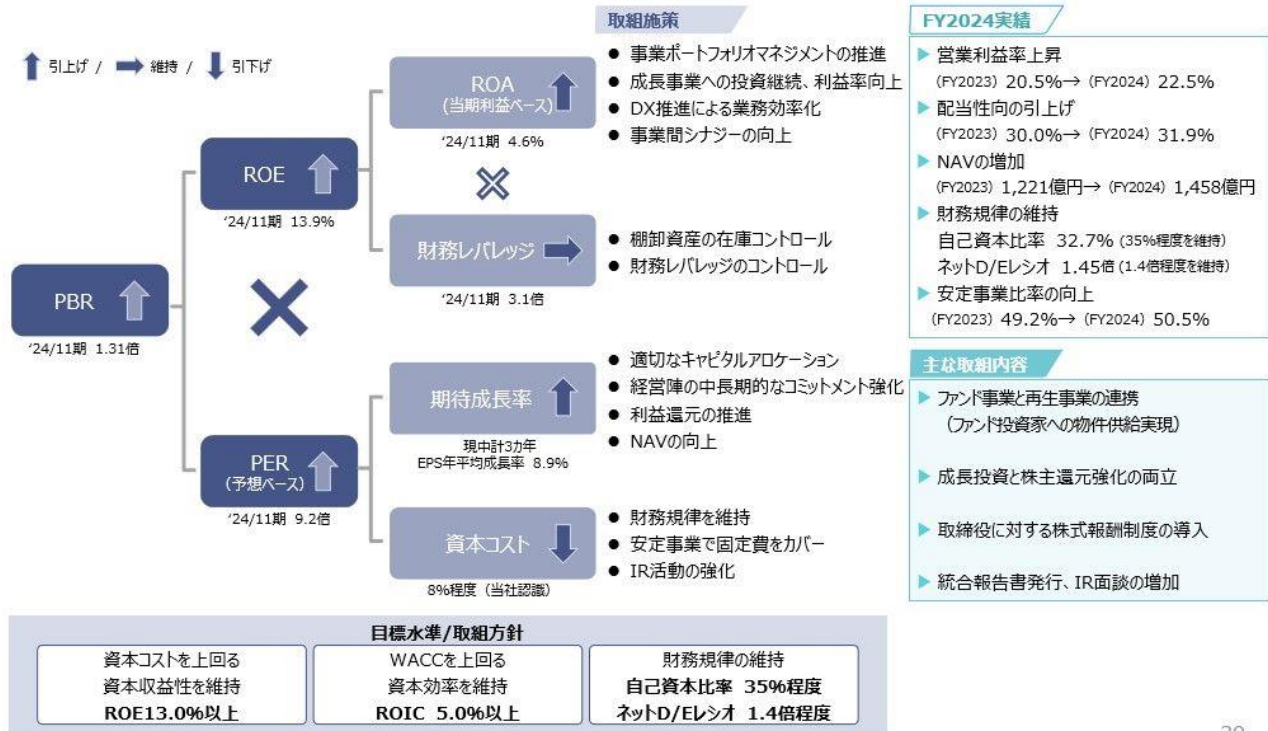 引上げ / 維持 / 引下げ
PBR
'24/11期 1.31倍
ROE
'24/11期 13.9%
PER
(予想ベース)
'24/11期 9.2倍
ROA
(当期利益ベース)
'24/11期 4.6%
財務レバレッジ
'24/11期 3.1倍
期待成長率
現中計3カ年
EPS年平均成長率 8.9%
資本コスト
8%程度（当社認識）
取組施策
● 事業ポートフォリオマネジメントの推進
● 成長事業への投資継続、利益率向上
● DX推進による業務効率化
● 事業間シナジーの向上
● 棚卸資産の在庫コントロール
● 財務レバレッジのコントロール
● 適切なキャピタルアロケーション
● 経営陣の中長期的なコミットメント強化
● 利益還元の推進
● NAVの向上
● 財務規律を維持
● 安定事業で固定費をカバー
● IR活動の強化
FY2024実績
営業利益率上昇
(FY2023) 20.5%→ (FY2024) 22.5%
配当性向の引上げ
(FY2023) 30.0%→ (FY2024) 31.9%
NAVの増加
(FY2023) 1,221億円→ (FY2024) 1,458億円
財務規律の維持
自己資本比率 32.7% (35%程度を維持)
ネットD/Eレシオ 1.45倍 (1.4倍程度を維持)
安定事業比率の向上
(FY2023) 49.2%→ (FY2024) 50.5%
主な取組内容
ファンド事業と再生事業の連携
（ファンド投資家への物件供給実現）
成長投資と株主還元強化の両立
取締役に対する株式報酬制度の導入
統合報告書発行、IR面談の増加
目標水準/取組方針
資本コストを上回る
資本収益性を維持
ROE13.0%以上
WACCを上回る
資本効率を維持
ROIC 5.0%以上
財務規律の維持
自己資本比率 35%程度
ネットD/Eレシオ 1.4倍程度